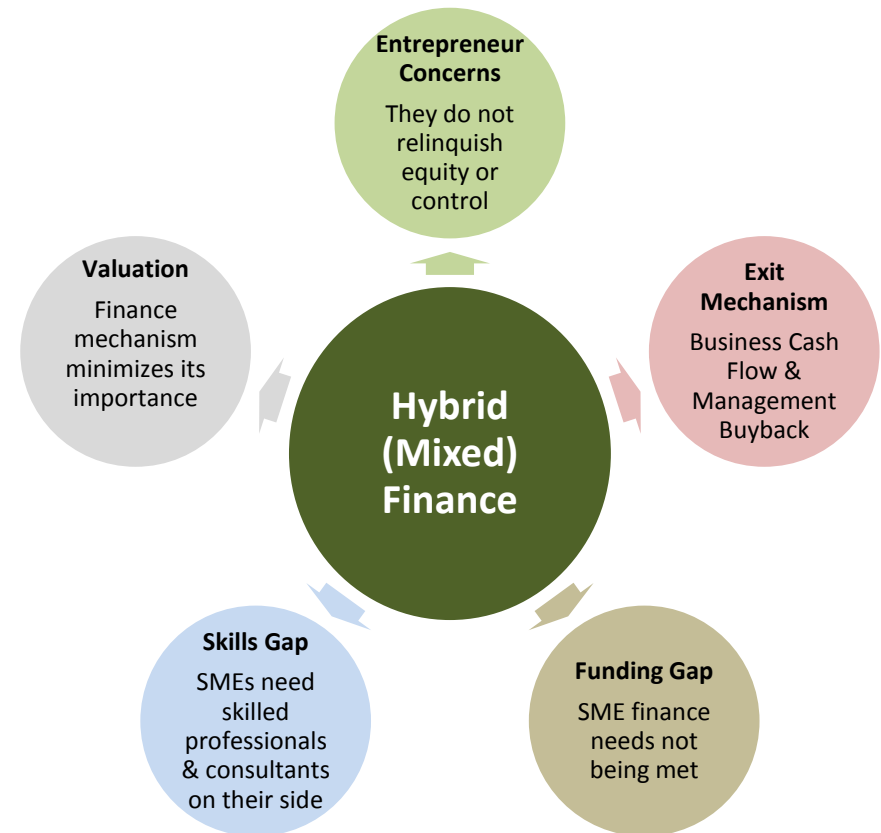 Entrepreneur
Concerns
They do not
relinquish
equity or
control
Valuation
Finance
mechanism
minimizes its
importance
Exit
Mechanism
Business Cash
Flow &
Management
Buyback
Hybrid
(Mixed)
Finance
Skills Gap
SMEs need
skilled
professionals
& consultants
on their side
Funding Gap
SME finance
needs not
being met